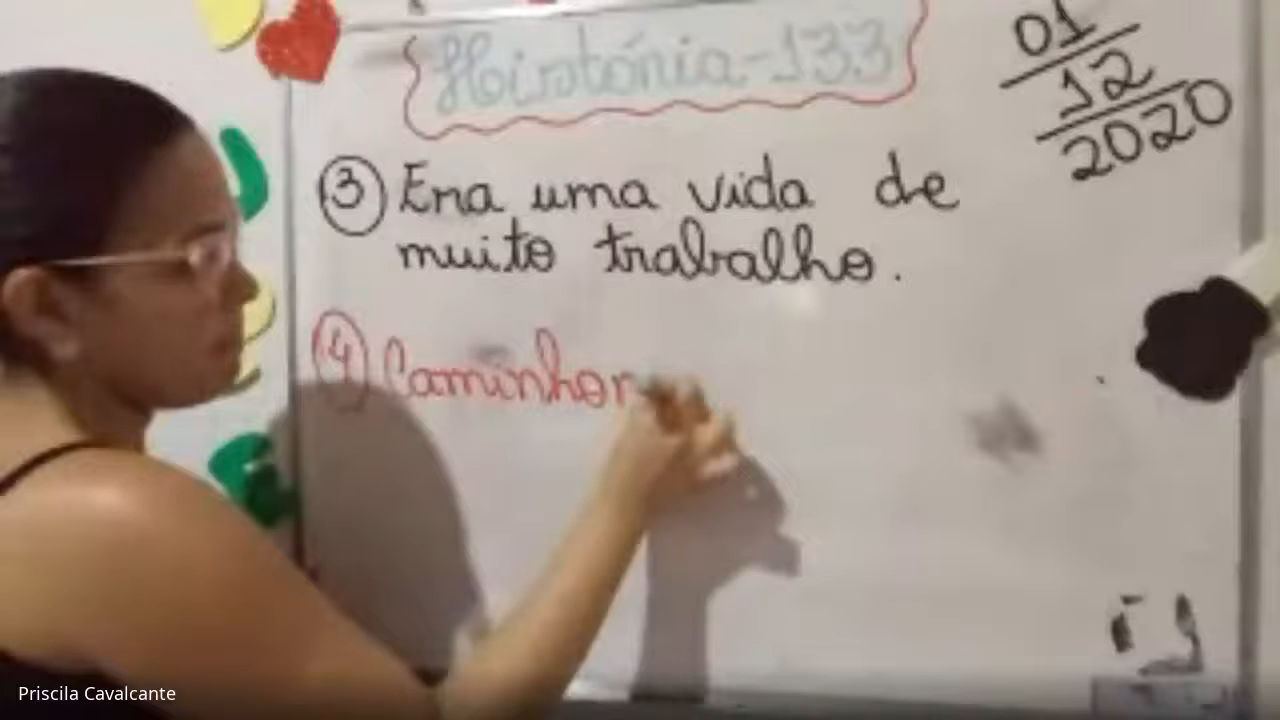 História-133
01
12
2020
3 Era uma vida de
muito trabalho.
4 Caminhon
Priscila Cavalcante